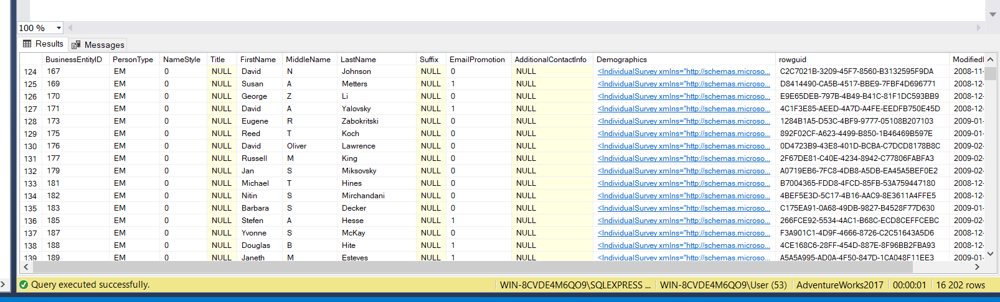 100 %
Results Messages
BusinessEntityID PersonType NameStyle Title FirstName MiddleName LastName Suffix EmailPromotion AdditionalContactInfo Demographics rowguid ModifiedI
124 167 EM 0 NULL David N Johnson NULL 0 NULL <IndividualSurvey xmlns="http://schemas.microso... C2C7021B-3209-45F7-8560-B3132595F9DA 2008-11-
125 169 EM 0 NULL Susan A Metters NULL 1 NULL <IndividualSurvey xmlns="http://schemas.microso... D8414490-CA5B-4517-BBE9-7FBF4D696771 2008-12-
126 170 EM 0 NULL George Z Li NULL 0 NULL <IndividualSurvey xmlns="http://schemas.microso... E9E65DEB-797B-4B49-B41C-81F1DC593BB9 2008-12-
127 171 EM 0 NULL David A Yalovsky NULL 1 NULL <IndividualSurvey xmlns="http://schemas.microso... 4C1F3E85-AEED-4A7D-A4FE-EEDFB750E45D 2008-12-
128 173 EM 0 NULL Eugene R Zabokritski NULL 0 NULL <IndividualSurvey xmlns="http://schemas.microso... 1284B1A5-D53C-4BF9-9777-05108B207103 2009-01-
129 175 EM 0 NULL Reed T Koch NULL 0 NULL <IndividualSurvey xmlns="http://schemas.microso... 892F02CF-A623-4499-B850-1B46469B597E 2009-01-
130 176 EM 0 NULL David Oliver Lawrence NULL 0 NULL <IndividualSurvey xmlns="http://schemas.microso... 0D4723B9-43E8-401D-BCBA-C7DCD8178B8C 2009-02-
131 177 EM 0 NULL Russell M King NULL 0 NULL <IndividualSurvey xmlns="http://schemas.microso... 2F67DE81-C40E-4234-8942-C77806FABFA3 2009-02-
132 179 EM 0 NULL Jan S Miksovsky NULL 0 NULL <IndividualSurvey xmlns="http://schemas.microso... A0719EB6-7FC8-4DB8-A5DB-EA45A5BEF0E2 2009-02-
133 181 EM 0 NULL Michael T Hines NULL 0 NULL <IndividualSurvey xmlns="http://schemas.microso... B7004365-FDD8-4FCD-85FB-53A759447180 2008-12-
134 182 EM 0 NULL Nitin S Mirchandani NULL 0 NULL <IndividualSurvey xmlns="http://schemas.microso... 4BEF5E3D-5C17-4B16-AAC9-8E3611A4FFE5 2008-12-
135 183 EM 0 NULL Barbara S Decker NULL 0 NULL <IndividualSurvey xmlns="http://schemas.microso... C175EA91-0A68-49DB-9827-B4528F77D630 2009-01-
136 185 EM 0 NULL Stefen A Hesse NULL 1 NULL <IndividualSurvey xmlns="http://schemas.microso... 266FCE92-5534-4AC1-B68C-ECD8CEFFCEBC 2009-02-
137 187 EM 0 NULL Yvonne S McKay NULL 0 NULL <IndividualSurvey xmlns="http://schemas.microso... F3A901C1-4D9F-4666-8726-C2C51643A5D6 2009-02-
138 188 EM 0 NULL Douglas B Hite NULL 1 NULL <IndividualSurvey xmlns="http://schemas.microso... 4CE168C6-28FF-454D-887E-8F96BB2FBA93 2008-12-
139 189 EM 0 NULL Janeth M Esteves NULL 1 NULL <IndividualSurvey xmlns="http://schemas.microso... A5A5A995-AD0A-4F50-847D-1CA048F11EE3 2009-01-
Query executed successfully. WIN-8CVDE4M6QO9\SQLEXPRESS ... WIN-8CVDE4M6QO9\User (53) AdventureWorks2017 00:00:01 16 202 rows